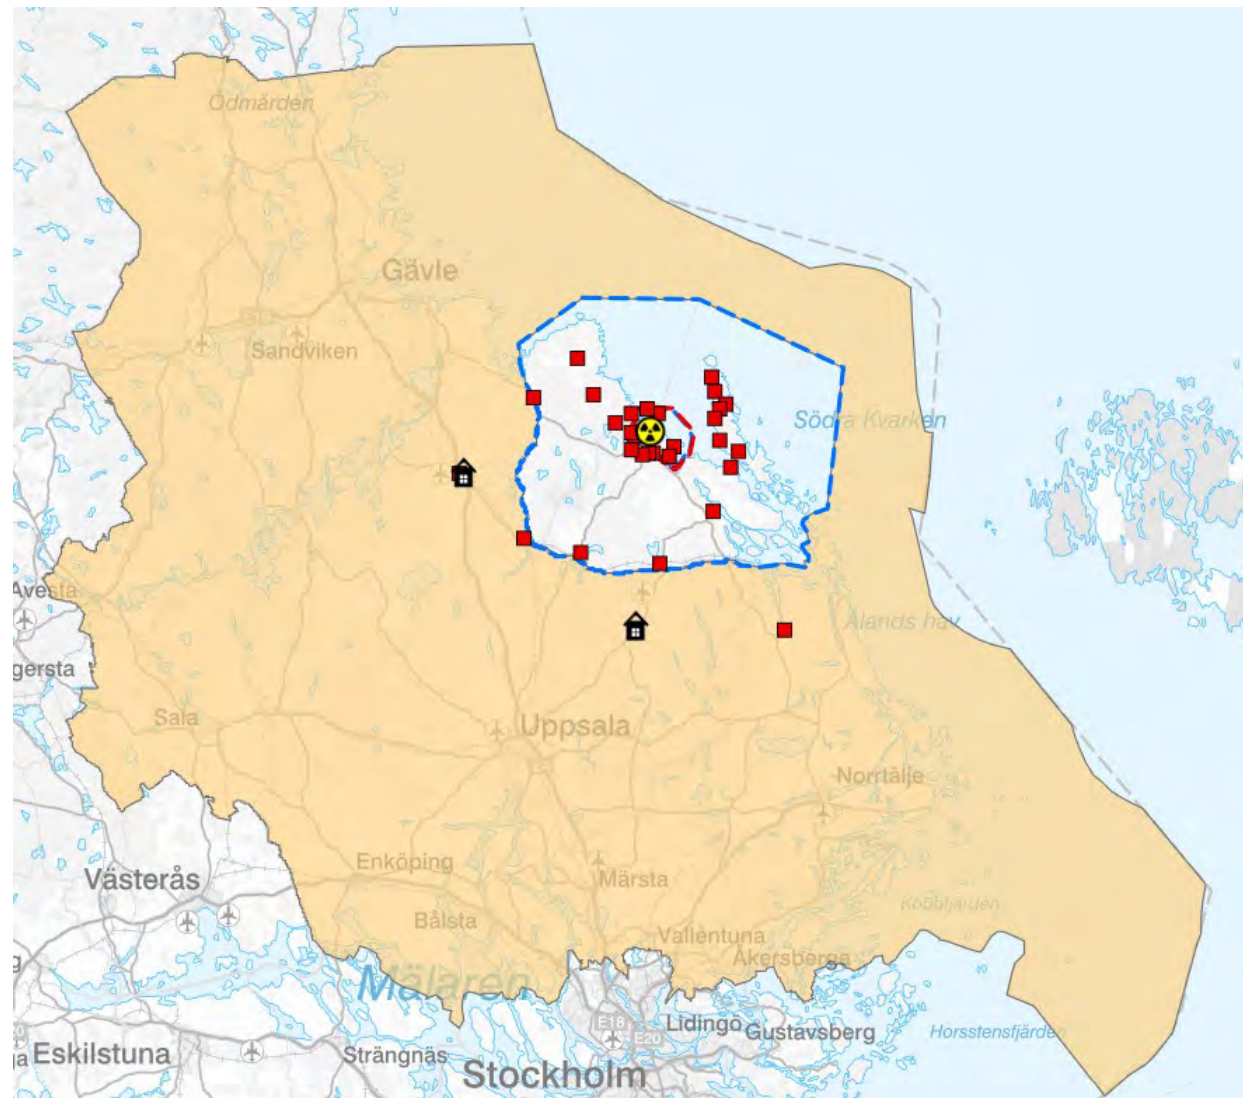 Ödmården
Gävle
E16
Sandviken
Södra Kvarken
Avesta
Ålands hav
gersta
Sala
Uppsala
Norrtälje
Enköping
Västerås
Märsta
Bålsta
Vallentuna
Åkersberga
Mälaren
E18
Lidingö
Gustavsberg
Horsstensfjärden
E20
Eskilstuna
Strängnäs
Stockholm